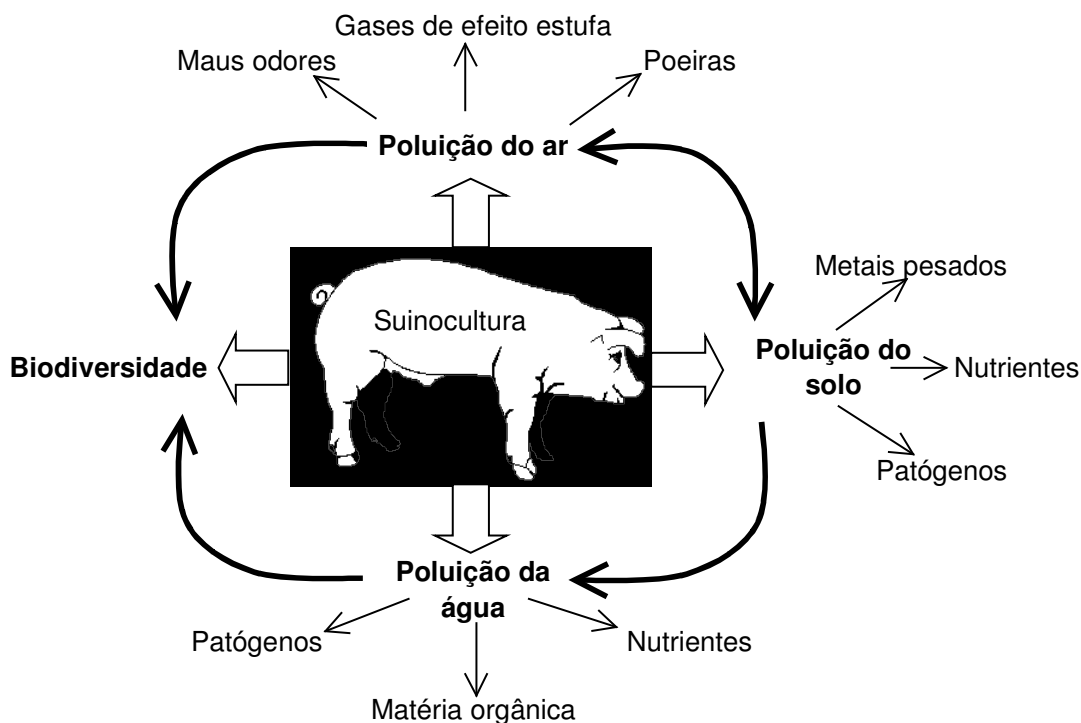 Gases de efeito estufa
Maus odores
Poeiras
Poluição do ar
Metais pesados
Suinocultura
Biodiversidade
Poluição do
solo
Nutrientes
Patógenos
Poluição da
água
Patógenos
Nutrientes
Matéria orgânica